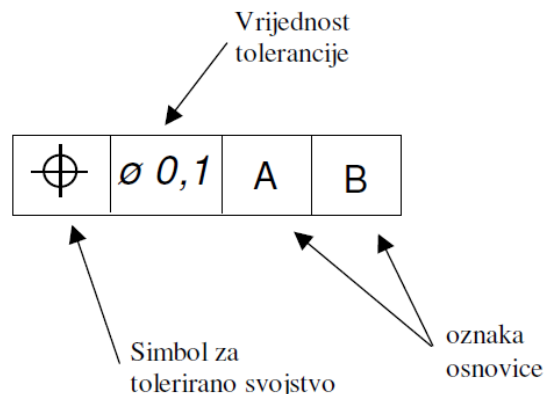 Vrijednost
tolerancije
ø 0,1 A B
Simbol za
tolerirano svojstvo
oznaka
osnovice